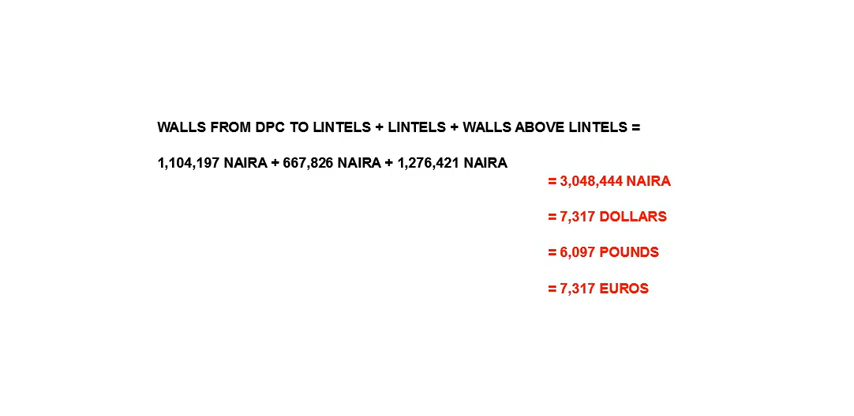 WALLS FROM DPC TO LINTELS + LINTELS + WALLS ABOVE LINTELS =
1,104,197 NAIRA + 667,826 NAIRA + 1,276,421 NAIRA
= 3,048,444 NAIRA
= 7,317 DOLLARS
= 6,097 POUNDS
= 7,317 EUROS